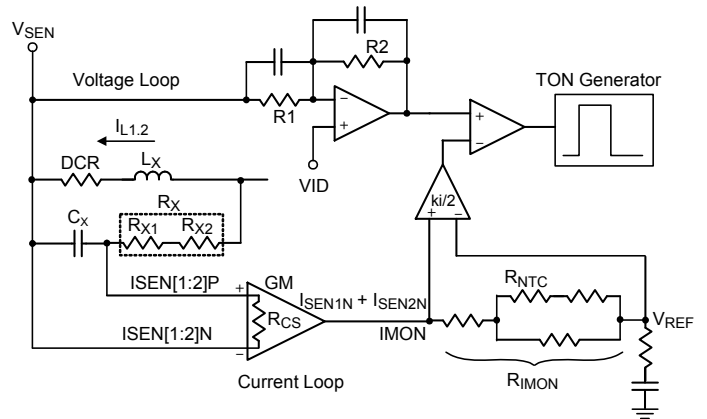 VSEN
R2
Voltage Loop
TON Generator
R1
−
+
+
−
IL1.2
DCR
LX
VID
RX
CX
RX1
RX2
ki/2
+
−
ISEN[1:2]P
+
GM
ISEN1N + ISEN2N
RNTC
RCS
VREF
ISEN[1:2]N
−
IMON
Current Loop
RIMON